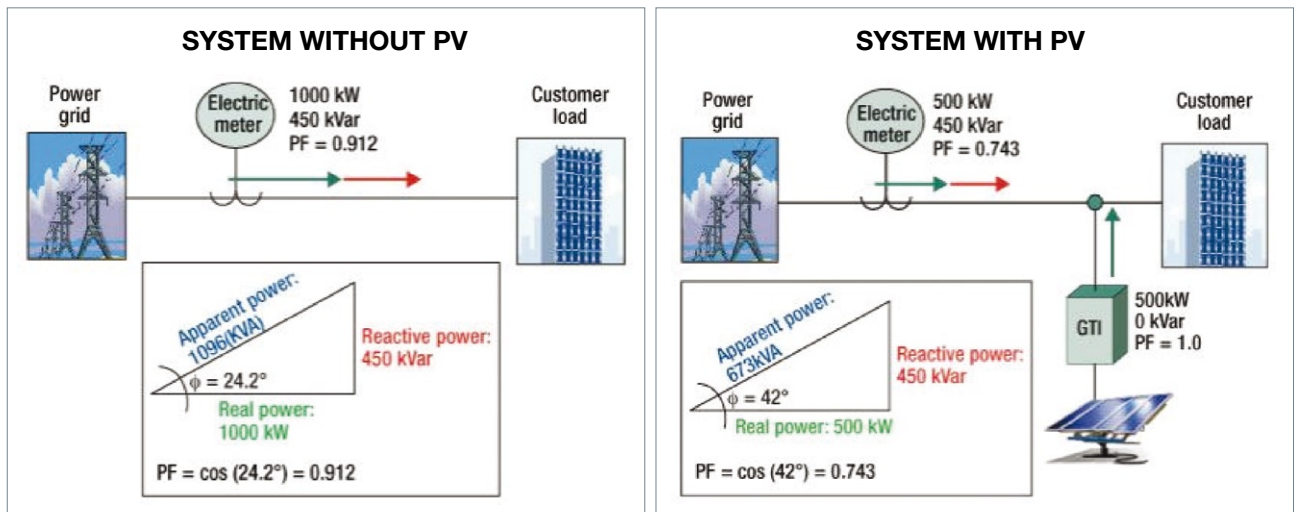 SYSTEM WITHOUT PV
Power
grid
Electric
meter
1000 kW
450 kVar
PF = 0.912
Customer
load
Apparent power:
1096(KVA)
Reactive power:
450 kVar
ϕ = 24.2°
Real power:
1000 kW
PF = cos (24.2°) = 0.912
SYSTEM WITH PV
Power
grid
Electric
meter
500 kW
450 kVar
PF = 0.743
Customer
load
GTI
500kW
0 kVar
PF = 1.0
Apparent power:
673kVA
Reactive power:
450 kVar
ϕ = 42°
Real power: 500 kW
PF = cos (42°) = 0.743